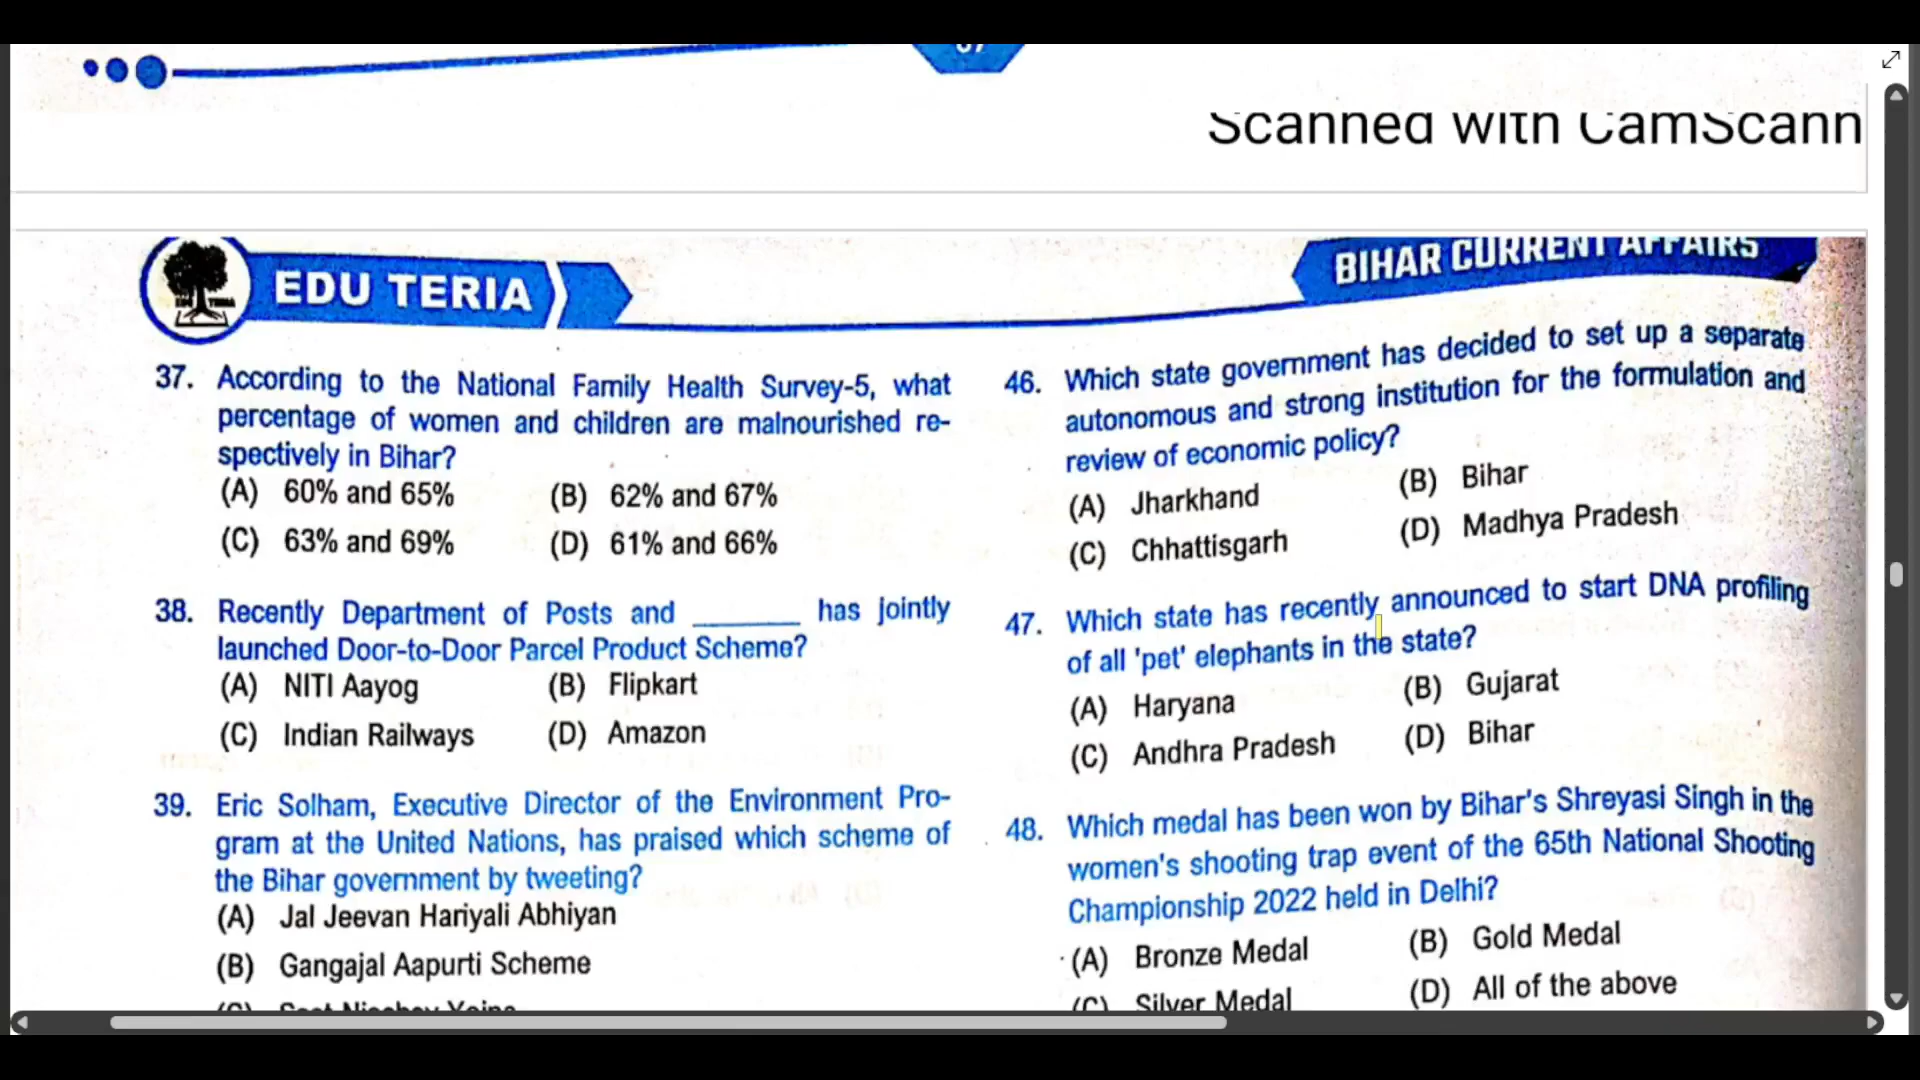 Scanned with CamScann
EDU TERIA
BIHAR CURRENT AFFAIRS
37. According to the National Family Health Survey-5, what
percentage of women and children are malnourished re-
spectively in Bihar?
(A) 60% and 65% (B) 62% and 67%
(C) 63% and 69% (D) 61% and 66%
38. Recently Department of Posts and _______ has jointly
launched Door-to-Door Parcel Product Scheme?
(A) NITI Aayog (B) Flipkart
(C) Indian Railways (D) Amazon
39. Eric Solham, Executive Director of the Environment Pro-
gram at the United Nations, has praised which scheme of
the Bihar government by tweeting?
(A) Jal Jeevan Hariyali Abhiyan
(B) Gangajal Aapurti Scheme
46. Which state government has decided to set up a separate
autonomous and strong institution for the formulation and
review of economic policy?
(A) Jharkhand (B) Bihar
(C) Chhattisgarh (D) Madhya Pradesh
47. Which state has recently announced to start DNA profiling
of all 'pet' elephants in the state?
(A) Haryana (B) Gujarat
(C) Andhra Pradesh (D) Bihar
48. Which medal has been won by Bihar's Shreyasi Singh in the
women's shooting trap event of the 65th National Shooting
Championship 2022 held in Delhi?
(A) Bronze Medal (B) Gold Medal
(C) Silver Medal (D) All of the above